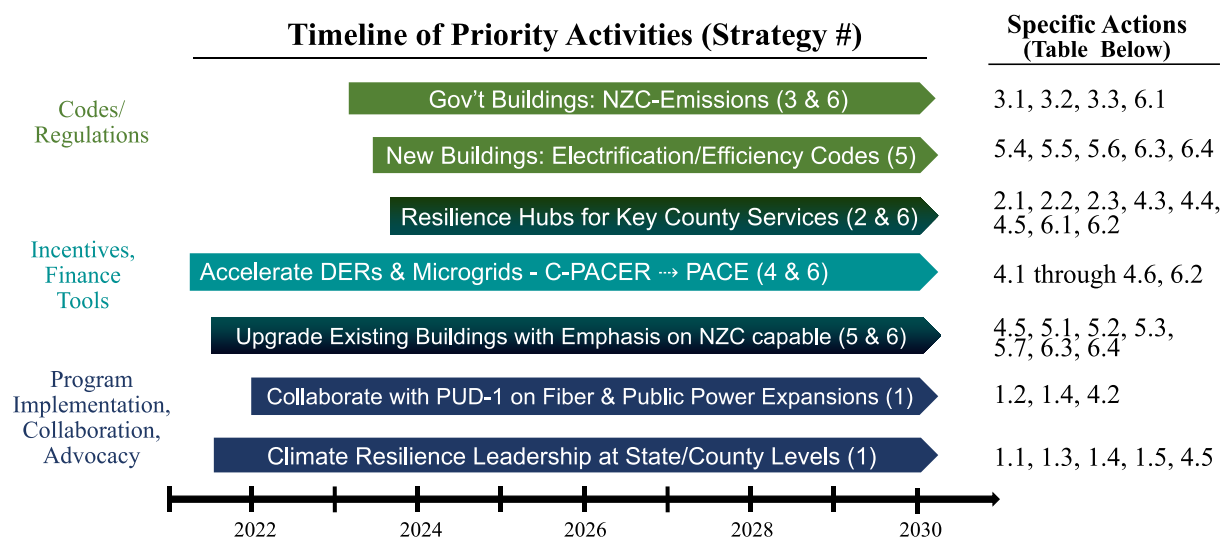 Timeline of Priority Activities (Strategy #)
Specific Actions
(Table Below)
Codes/
Regulations
Gov't Buildings: NZC-Emissions (3 & 6)
3.1, 3.2, 3.3, 6.1
New Buildings: Electrification/Efficiency Codes (5)
5.4, 5.5, 5.6, 6.3, 6.4
Resilience Hubs for Key County Services (2 & 6)
2.1, 2.2, 2.3, 4.3, 4.4,
4.5, 6.1, 6.2
Incentives,
Finance
Tools
Accelerate DERs & Microgrids - C-PACER ⤏ PACE (4 & 6)
4.1 through 4.6, 6.2
Upgrade Existing Buildings with Emphasis on NZC capable (5 & 6)
4.5, 5.1, 5.2, 5.3,
5.7, 6.3, 6.4
Program
Implementation,
Collaboration,
Advocacy
Collaborate with PUD-1 on Fiber & Public Power Expansions (1)
1.2, 1.4, 4.2
Climate Resilience Leadership at State/County Levels (1)
1.1, 1.3, 1.4, 1.5, 4.5
2022 2024 2026 2028 2030